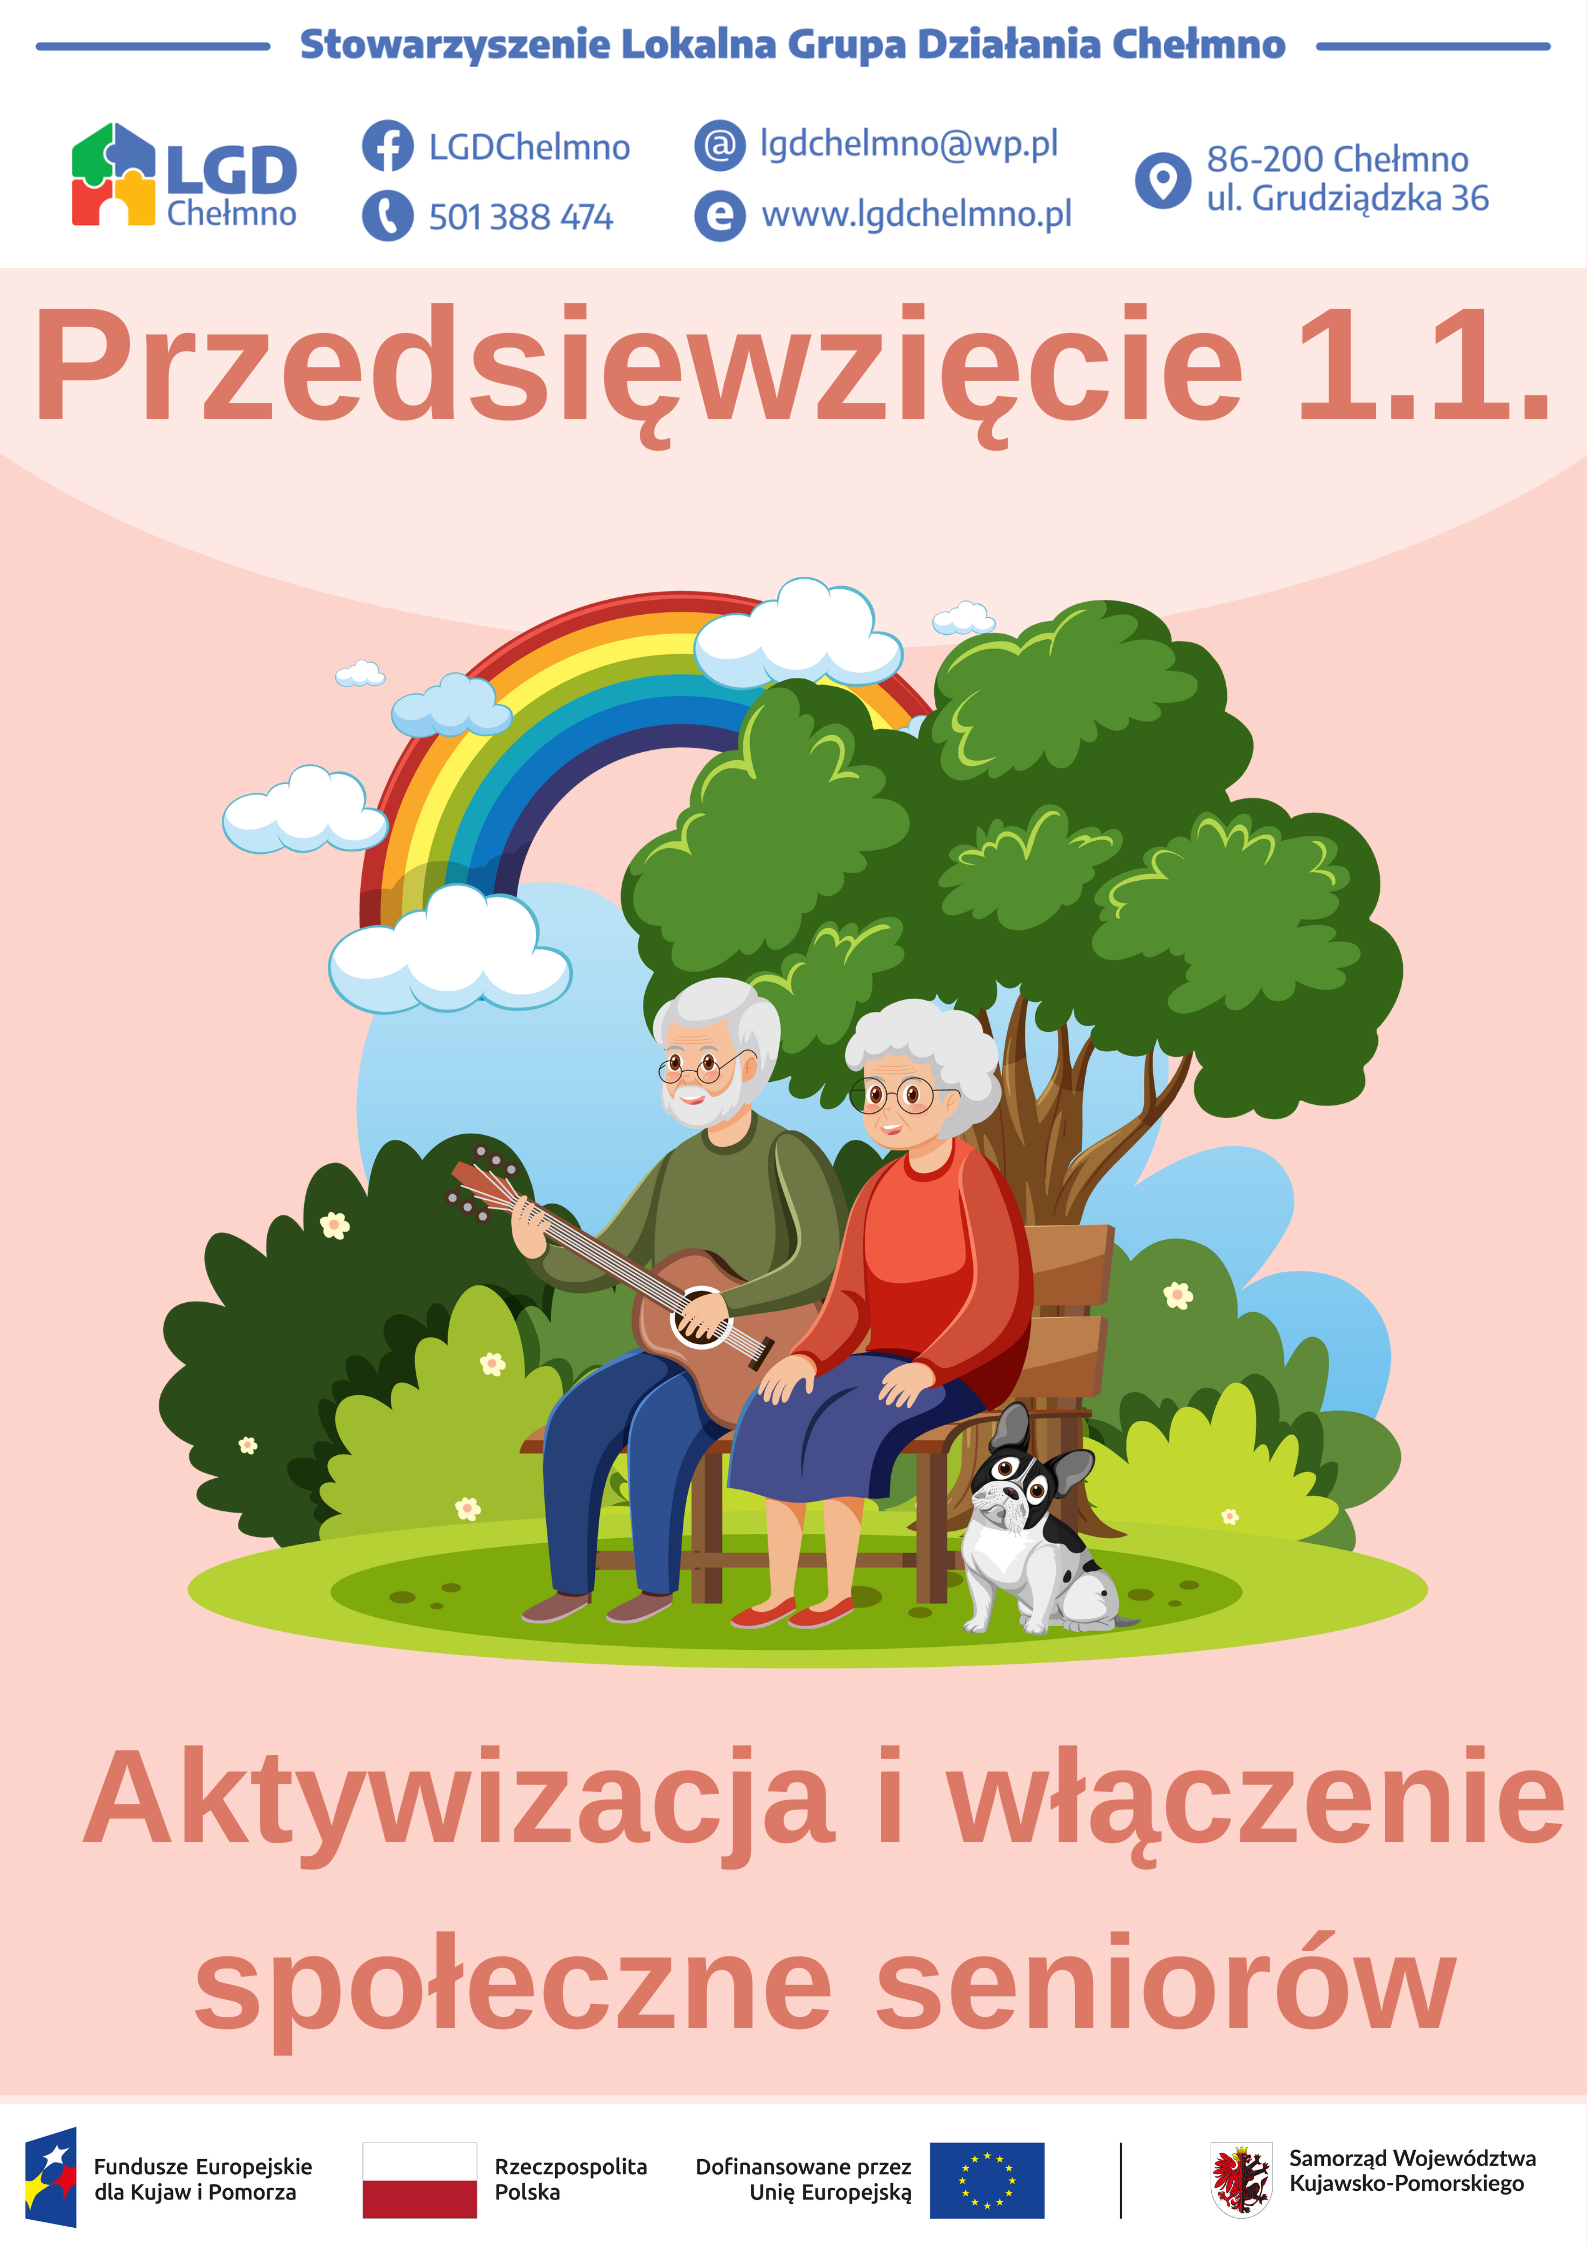 Stowarzyszenie Lokalna Grupa Działania Chełmno
LGD
Chełmno
LGDChelmno
501 388 474
@ lgdchelmno@wp.pl
e www.lgdchelmno.pl
86-200 Chełmno
ul. Grudziądzka 36
Przedsięwzięcie 1.1.
Aktywizacja i włączenie
społeczne seniorów
Fundusze Europejskie
dla Kujaw i Pomorza
Rzeczpospolita
Polska
Dofinansowane przez
Unię Europejską
Samorząd Województwa
Kujawsko-Pomorskiego